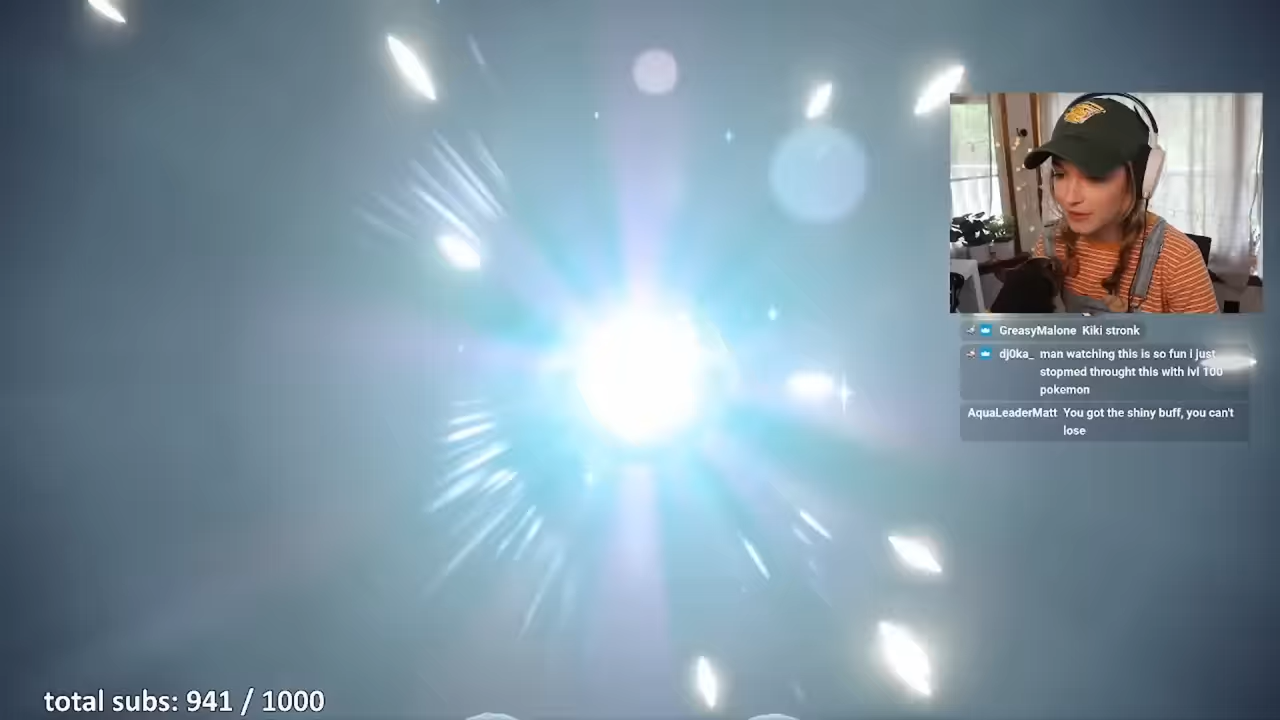 GreasyMalone Kiki stronk
dj0ka_ man watching this is so fun i just
stopmed throught this with lvl 100
pokemon
AquaLeaderMatt You got the shiny buff, you can't
lose
total subs: 941 / 1000